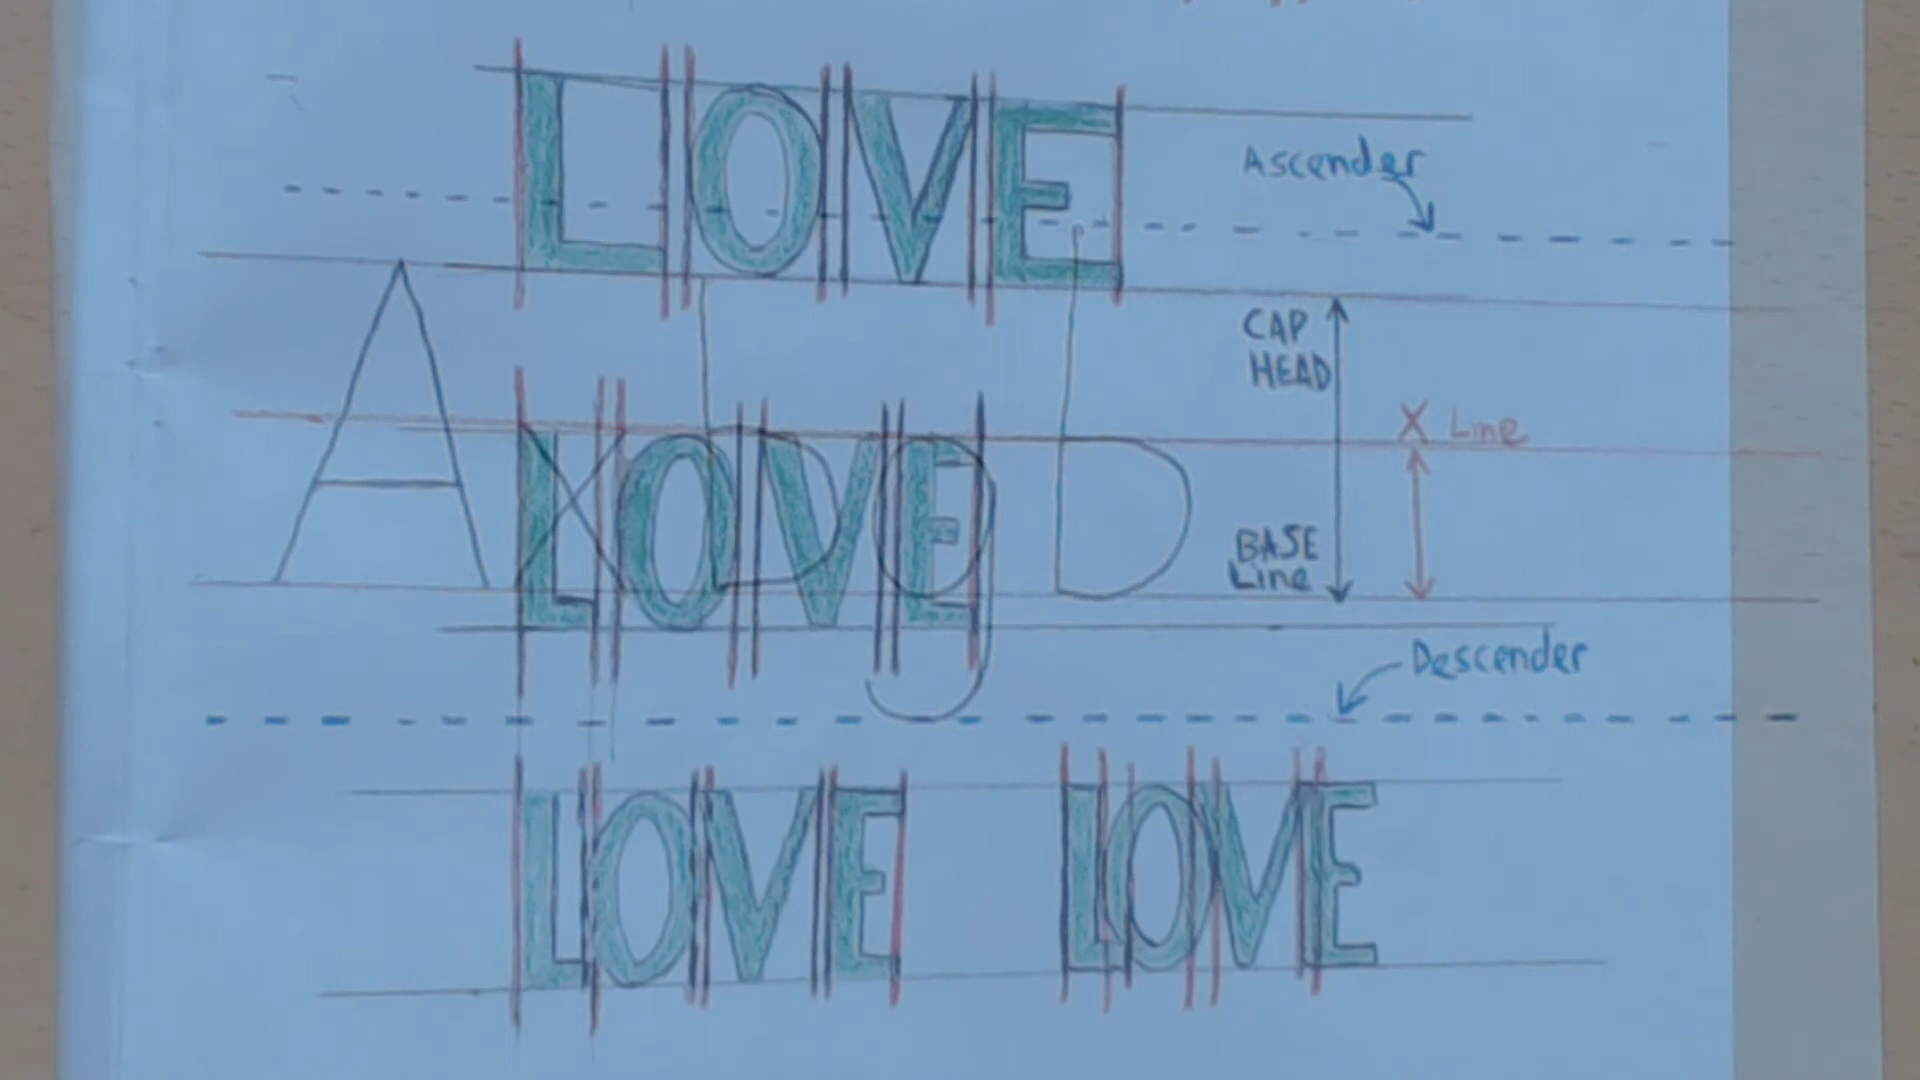 LOVE
Ascender
CAP
HEAD
X Line
LOVE
BASE
Line
Descender
LOVE LOVE